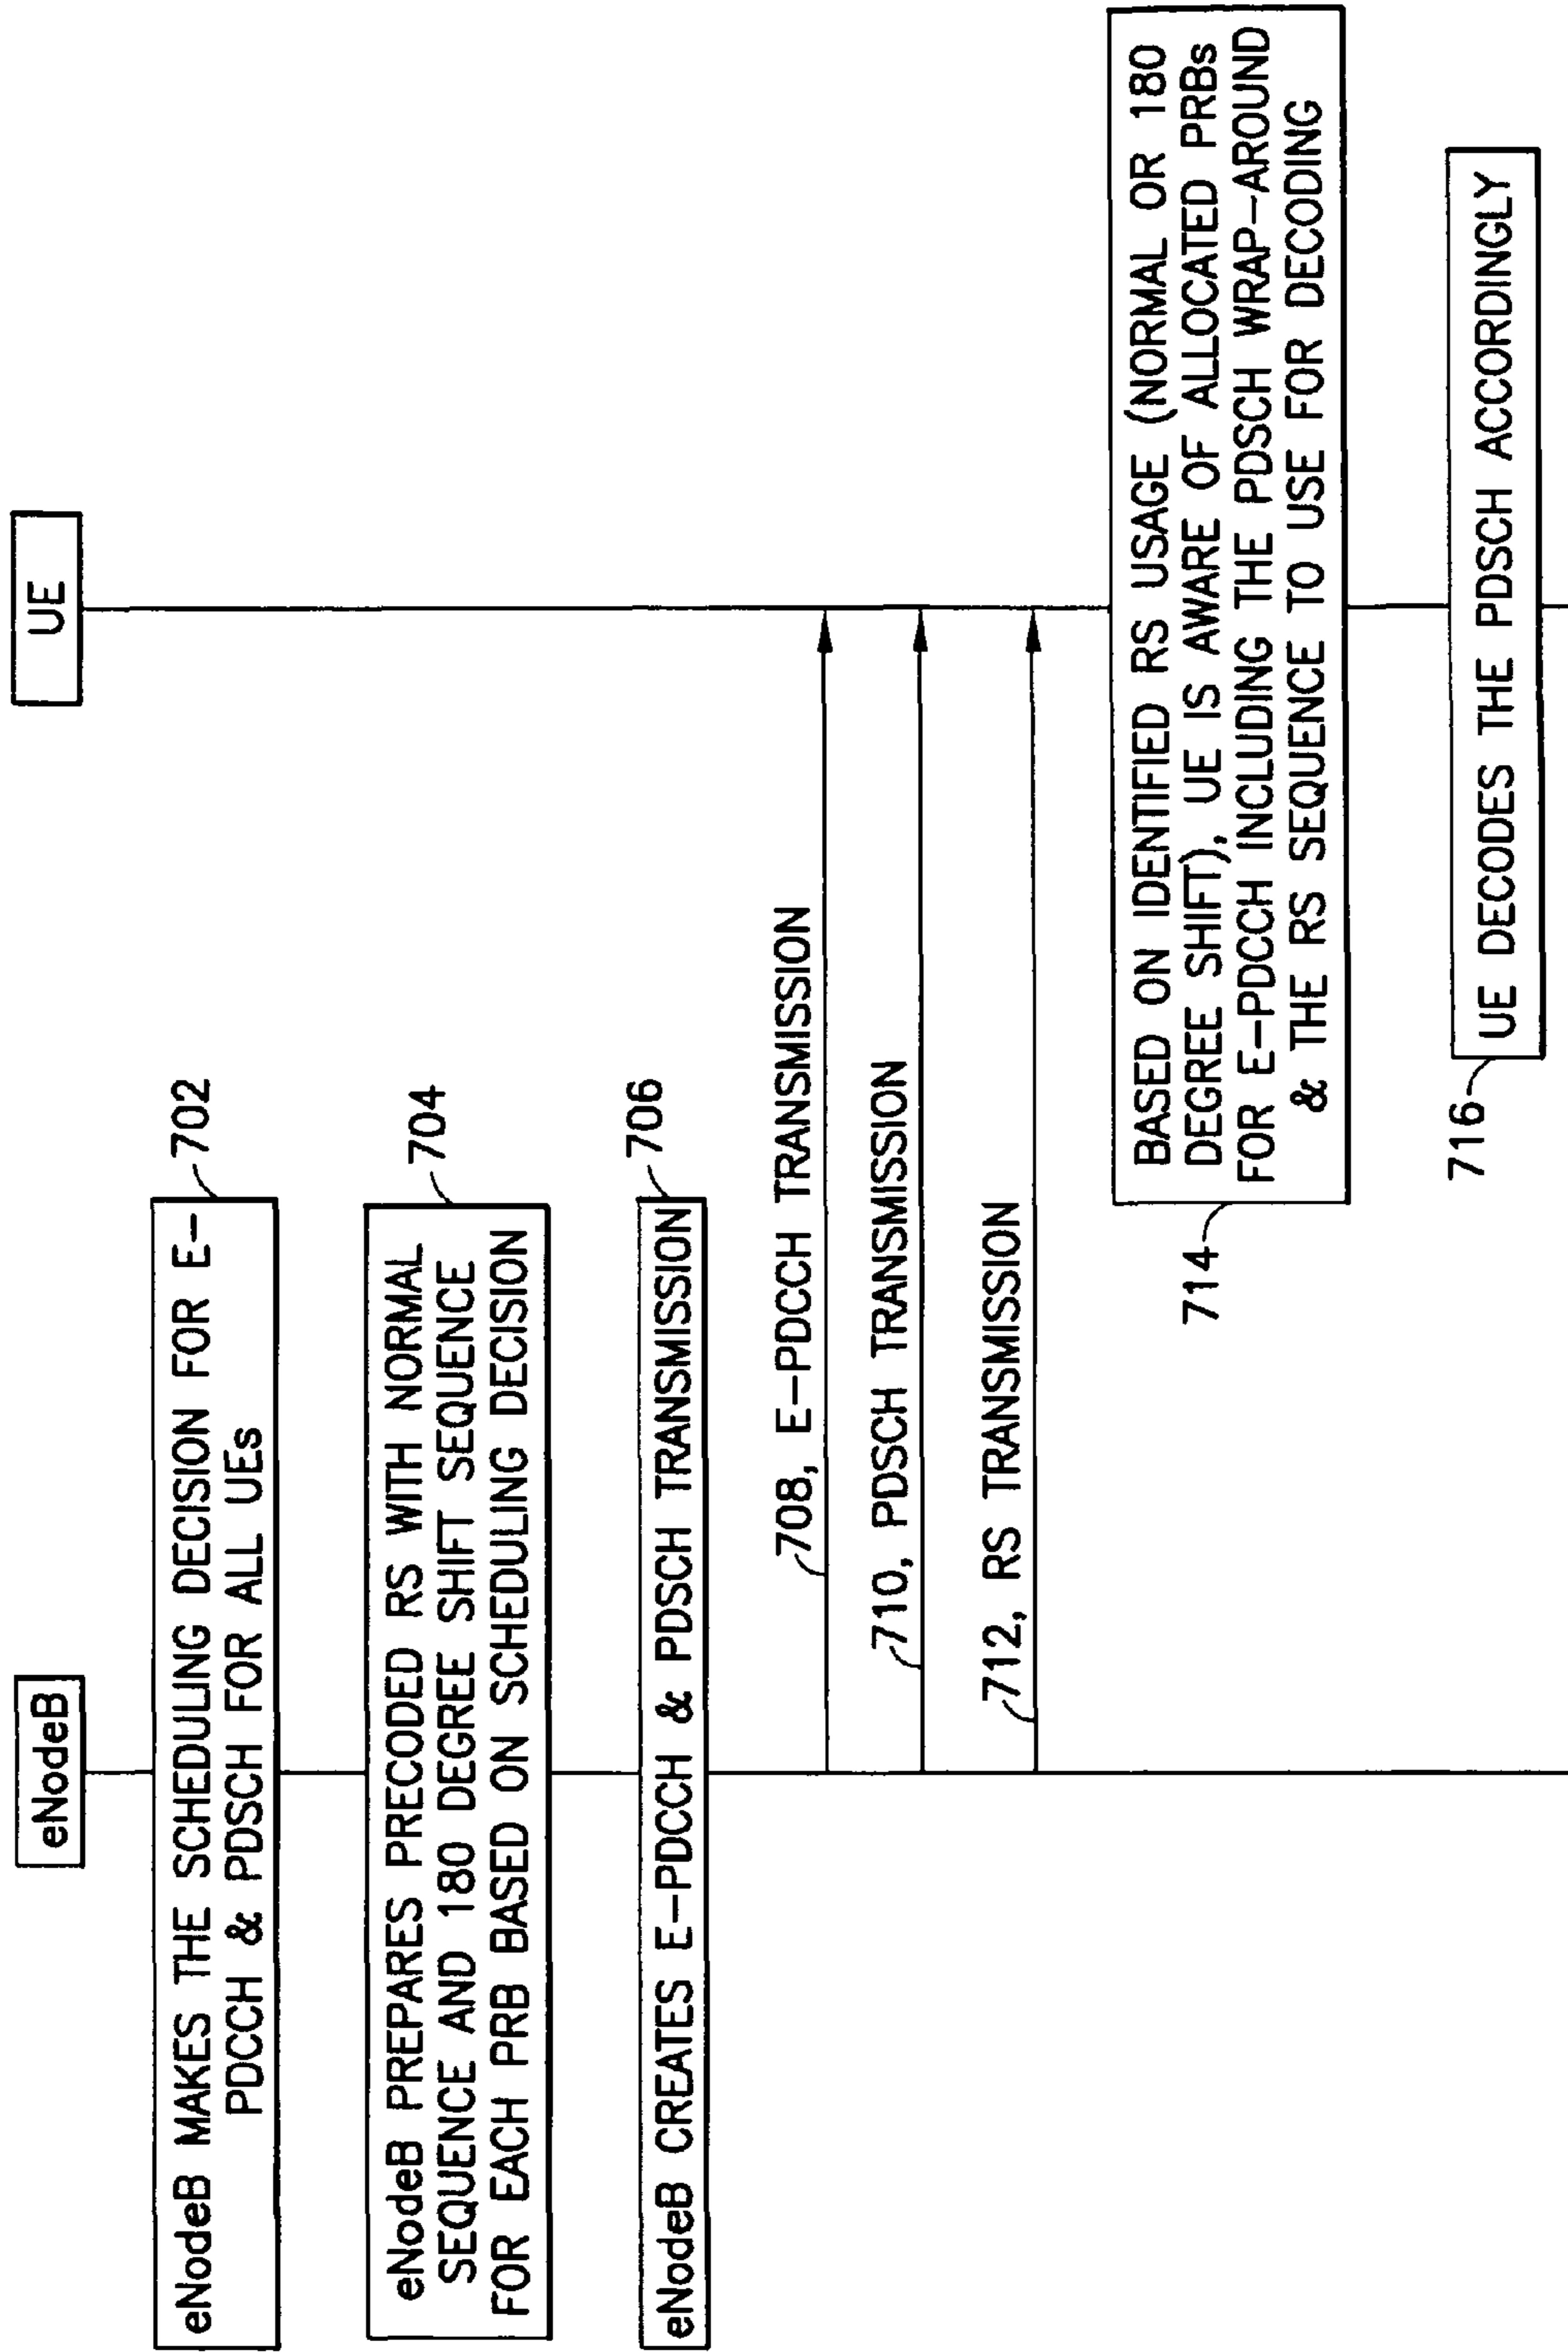 eNodeB
UE
eNodeB MAKES THE SCHEDULING DECISION FOR E-
PDCCH & PDSCH FOR ALL UEs
702
eNodeB PREPARES PRECODED RS WITH NORMAL
SEQUENCE AND 180 DEGREE SHIFT SEQUENCE
FOR EACH PRB BASED ON SCHEDULING DECISION
704
eNodeB CREATES E-PDCCH & PDSCH TRANSMISSION
706
708, E-PDCCH TRANSMISSION
710, PDSCH TRANSMISSION
712, RS TRANSMISSION
714
BASED ON IDENTIFIED RS USAGE (NORMAL OR 180
DEGREE SHIFT), UE IS AWARE OF ALLOCATED PRBs
FOR E-PDCCH INCLUDING THE PDSCH WRAP-AROUND
& THE RS SEQUENCE TO USE FOR DECODING
716
UE DECODES THE PDSCH ACCORDINGLY